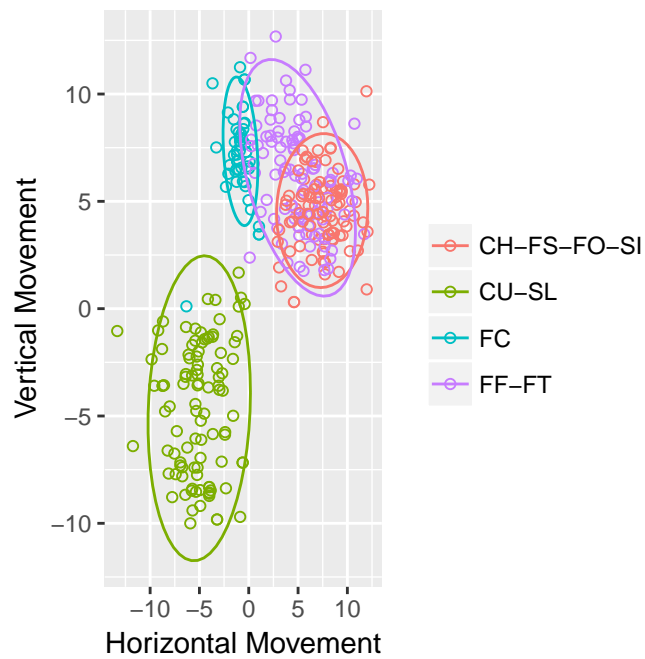 10
5
0
−5
−10
Vertical Movement
−10 −5 0 5 10
Horizontal Movement
CH−FS−FO−SI
CU−SL
FC
FF−FT